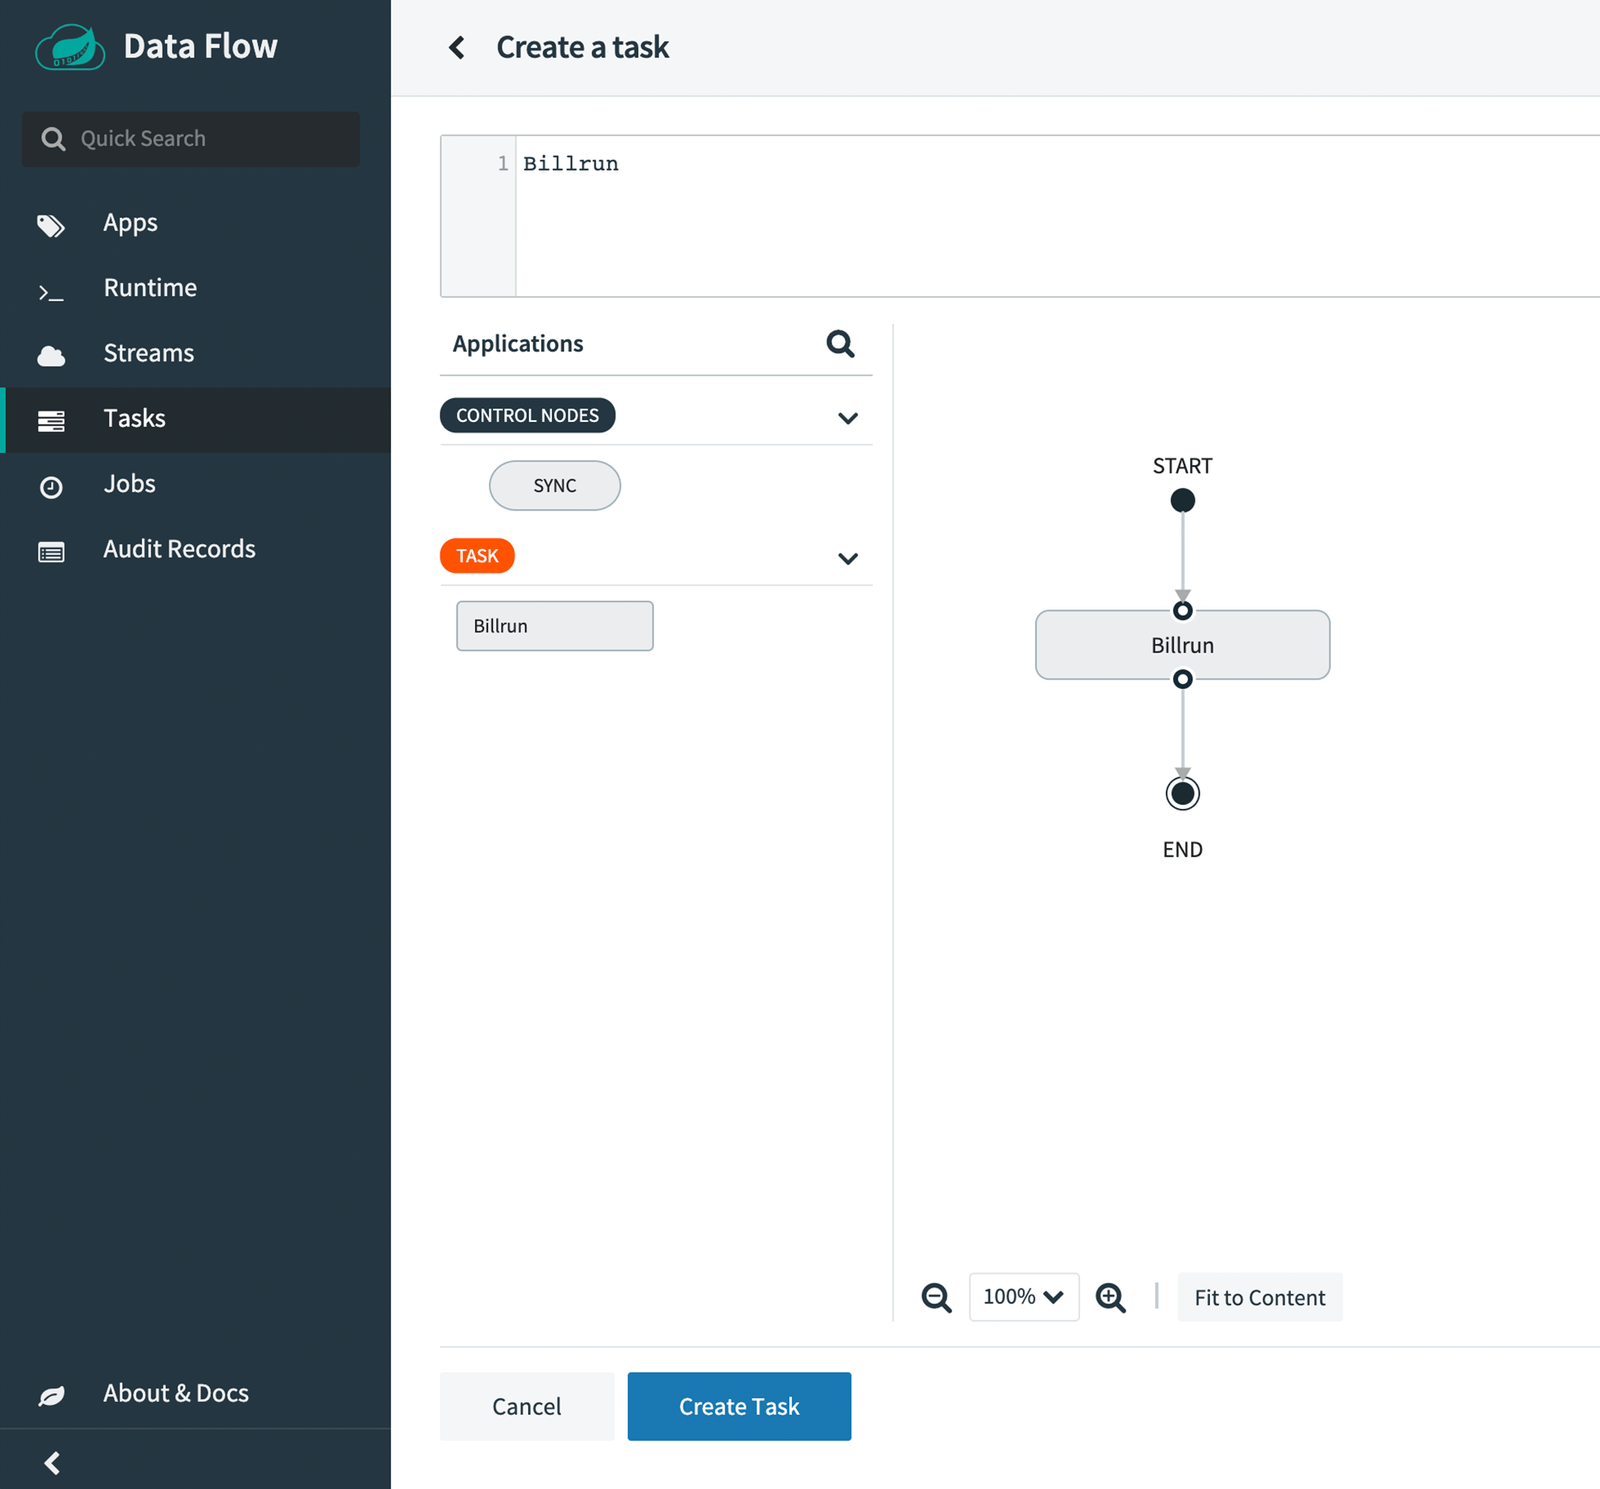 Data Flow
Quick Search
Apps
Runtime
Streams
Tasks
Jobs
Audit Records
About & Docs
Create a task
1 Billrun
Applications
CONTROL NODES
SYNC
TASK
Billrun
START
Billrun
END
100%
Fit to Content
Cancel
Create Task